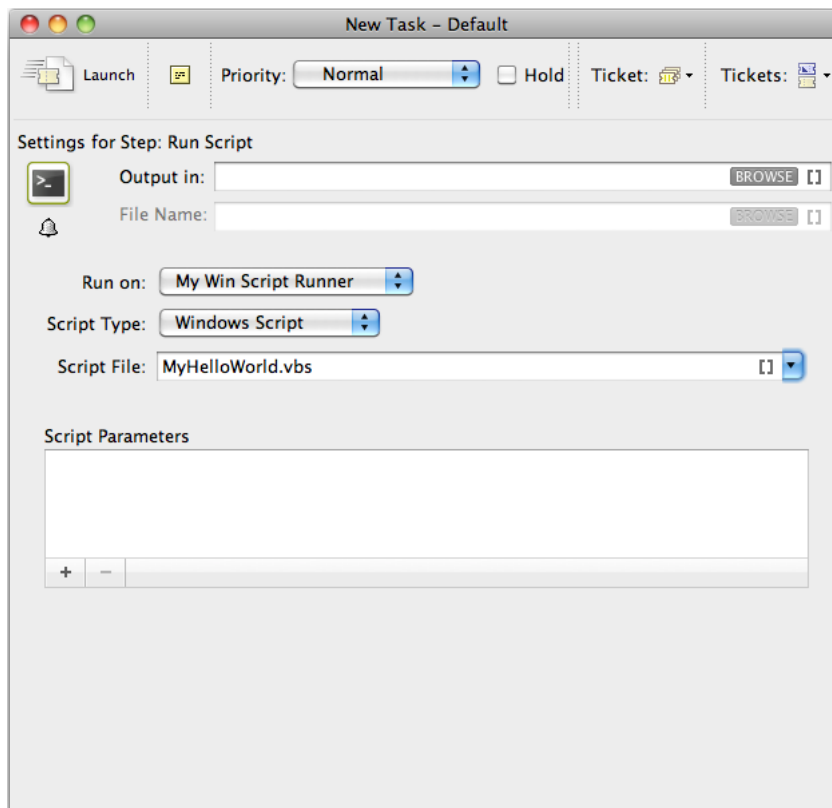 New Task – Default
Launch Priority: Normal Hold Ticket: Tickets:
Settings for Step: Run Script
Output in: BROWSE []
File Name: BROWSE []
Run on: My Win Script Runner
Script Type: Windows Script
Script File: MyHelloWorld.vbs []
Script Parameters
+ −